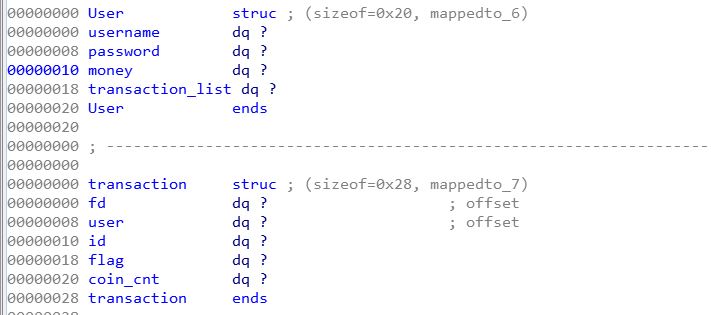 00000000 User struc ; (sizeof=0x20, mappedto_6)
00000000 username dq ?
00000008 password dq ?
00000010 money dq ?
00000018 transaction_list dq ?
00000020 User ends
00000020
00000000 ; ---------------------------------------------------------------------------
00000000
00000000 transaction struc ; (sizeof=0x28, mappedto_7)
00000000 fd dq ? ; offset
00000008 user dq ? ; offset
00000010 id dq ?
00000018 flag dq ?
00000020 coin_cnt dq ?
00000028 transaction ends